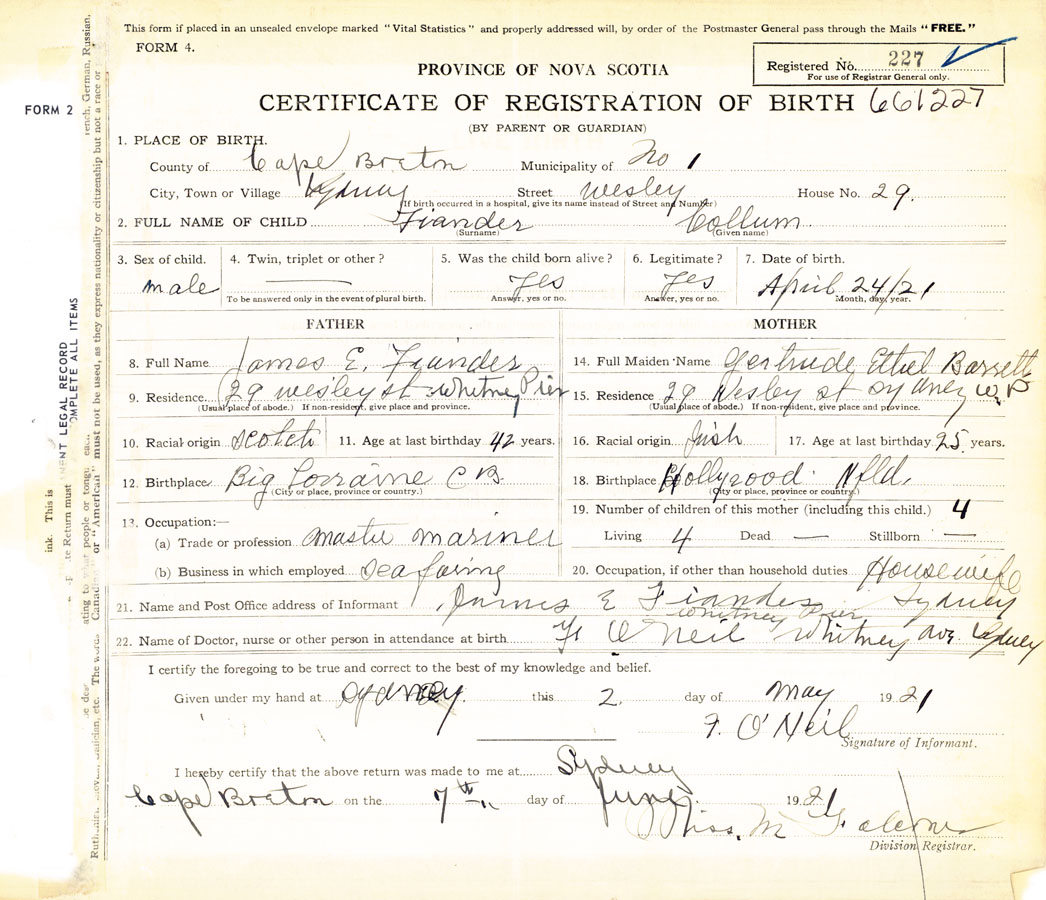 This form if placed in an unsealed envelope marked "Vital Statistics" and properly addressed will, by order of the Postmaster General pass through the Mails "FREE."
FORM 4.
Registered No. 227
For use of Registrar General only.
PROVINCE OF NOVA SCOTIA
FORM 2
CERTIFICATE OF REGISTRATION OF BIRTH 661227
(BY PARENT OR GUARDIAN)
1. PLACE OF BIRTH.
County of Cape Breton Municipality of No 1
City, Town or Village Sydney Street Wesley House No. 29.
(If birth occurred in a hospital, give its name instead of Street and Number)
2. FULL NAME OF CHILD Fiander Collum
(Surname) (Given name)
3. Sex of child. 4. Twin, triplet or other? 5. Was the child born alive? 6. Legitimate? 7. Date of birth.
male — Yes Yes April 24/21
To be answered only in the event of plural birth. Answer, yes or no. Answer, yes or no. Month, day, year.
FATHER MOTHER
8. Full Name James E. Fiander 14. Full Maiden Name Gertrude Ethel Barrett
9. Residence 29 Wesley st Whitney Pier 15. Residence 29 Wesley st Sydney W.P
(Usual place of abode.) If non-resident, give place and province. (Usual place of abode.) If non-resident, give place and province.
10. Racial origin Scotch 11. Age at last birthday 42 years. 16. Racial origin Irish 17. Age at last birthday 25 years.
12. Birthplace Big Lorraine C B. 18. Birthplace Hollyrood Nfld.
(City or place, province or country.) (City or place, province or country.)
13. Occupation:— 19. Number of children of this mother (including this child.) 4
(a) Trade or profession Master Mariner Living 4 Dead — Stillborn —
(b) Business in which employed Seafaring 20. Occupation, if other than household duties Housewife
21. Name and Post Office address of Informant James E Fiander Sydney
Whitney Pier
22. Name of Doctor, nurse or other person in attendance at birth O'Neil Whitney Ave. Sydney
I certify the foregoing to be true and correct to the best of my knowledge and belief.
Given under my hand at Sydney this 2 day of May 1921
F. O'Neil
Signature of Informant.
I hereby certify that the above return was made to me at Sydney
Cape Breton on the 7th day of June 1921
Miss. M
Division Registrar.